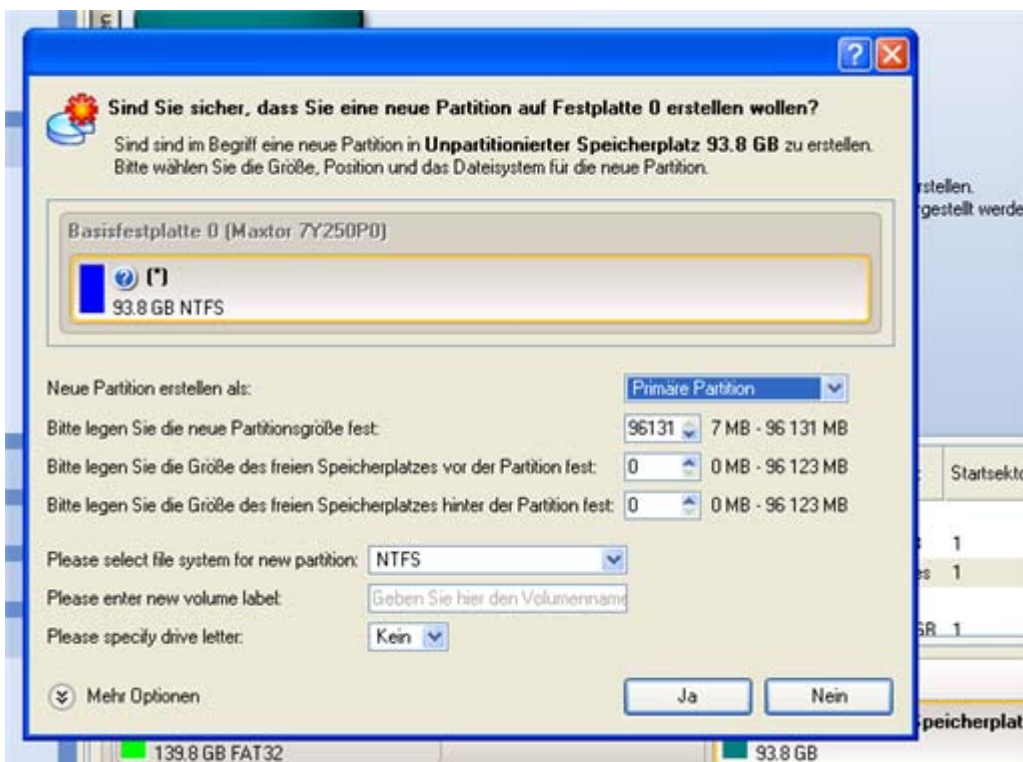 Sind Sie sicher, dass Sie eine neue Partition auf Festplatte 0 erstellen wollen?
Sind sind im Begriff eine neue Partition in Unpartitionierter Speicherplatz 93.8 GB zu erstellen.
Bitte wählen Sie die Größe, Position und das Dateisystem für die neue Partition.
rstellen.
gestellt werde
Basisfestplatte 0 (Maxtor 7Y250P0)
(*)
93.8 GB NTFS
Neue Partition erstellen als: Primäre Partition
Bitte legen Sie die neue Partitionsgröße fest: 96131 7 MB - 96 131 MB
Bitte legen Sie die Größe des freien Speicherplatzes vor der Partition fest: 0 0 MB - 96 123 MB
Startsekto
Bitte legen Sie die Größe des freien Speicherplatzes hinter der Partition fest: 0 0 MB - 96 123 MB
1
Please select file system for new partition: NTFS
es 1
Please enter new volume label: Geben Sie hier den Volumenname
Please specify drive letter: Kein
GR 1
Mehr Optionen Ja Nein
peicherplat
139.8 GB FAT32 93.8 GB